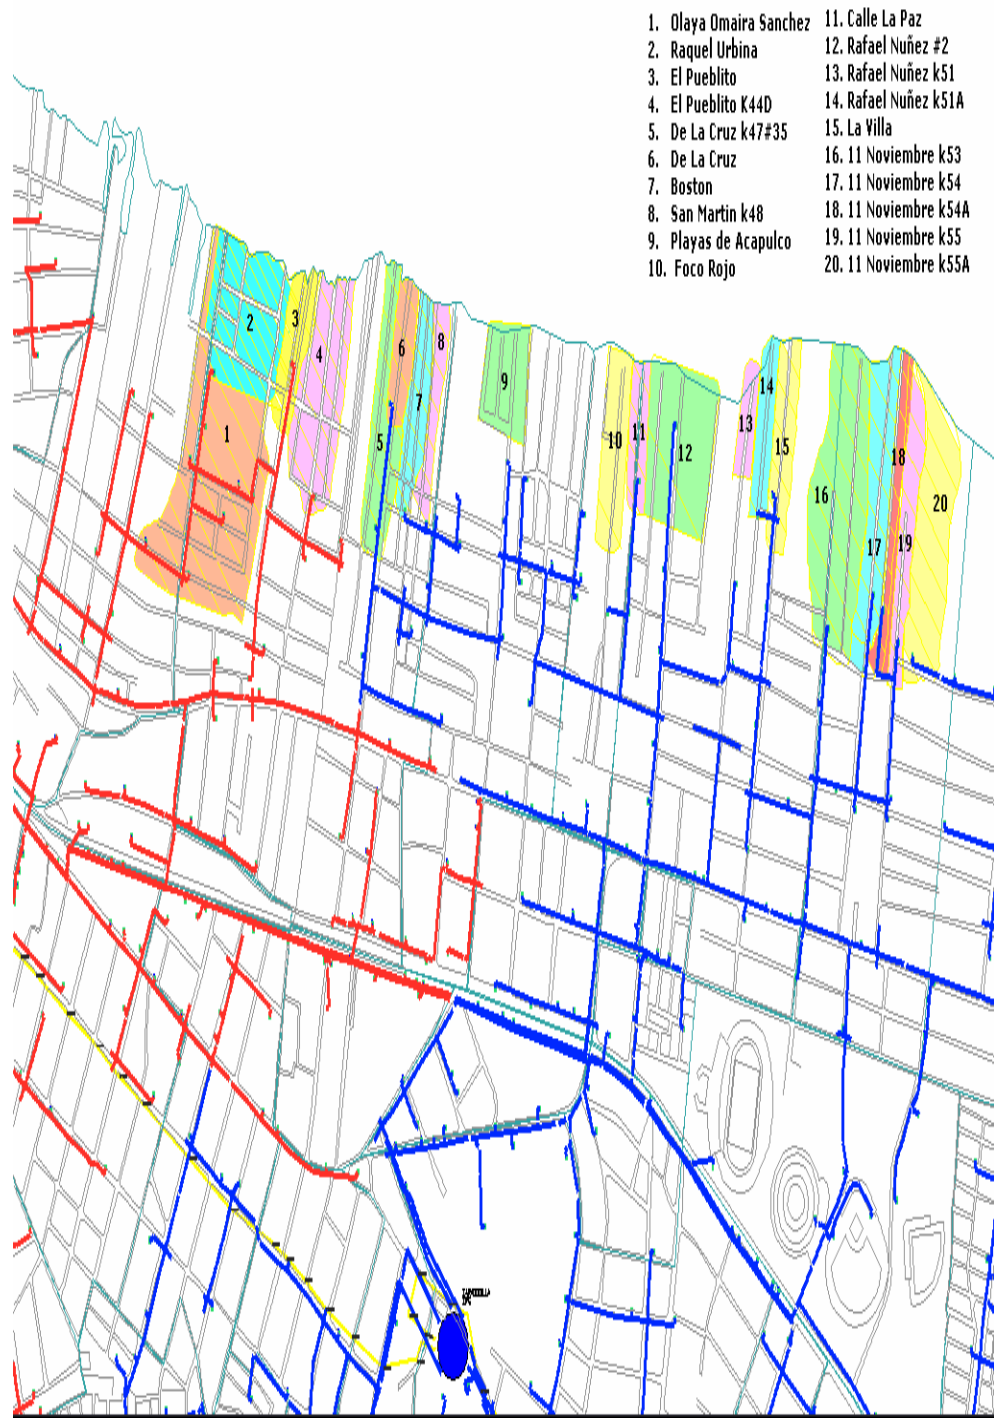 1. Olaya Omaira Sanchez
2. Raquel Urbina
3. El Pueblito
4. El Pueblito K44D
5. De La Cruz k47#35
6. De La Cruz
7. Boston
8. San Martin k48
9. Playas de Acapulco
10. Foco Rojo
11. Calle La Paz
12. Rafael Nuñez #2
13. Rafael Nuñez k51
14. Rafael Nuñez k51A
15. La Villa
16. 11 Noviembre k53
17. 11 Noviembre k54
18. 11 Noviembre k54A
19. 11 Noviembre k55
20. 11 Noviembre k55A
2
3
4
8
6
7
9
14
13
15
1
5
10
11
12
18
16
20
17
19